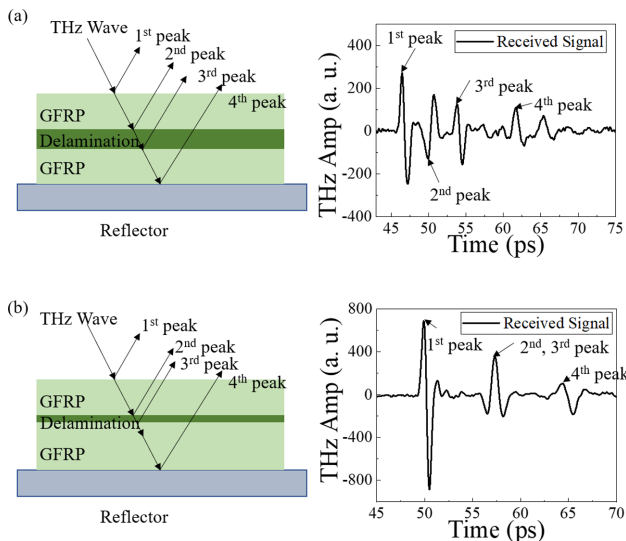 (a)
THz Wave
1st peak
2nd peak
3rd peak
4th peak
GFRP
Delamination
GFRP
Reflector
THz Amp (a. u.)
400
200
0
-200
-400
1st peak
Received Signal
3rd peak
4th peak
2nd peak
45 50 55 60 65 70 75
Time (ps)
(b)
THz Wave
1st peak
2nd peak
3rd peak
4th peak
GFRP
Delamination
GFRP
Reflector
THz Amp (a. u.)
800
400
0
-400
-800
Received Signal
1st peak
2nd, 3rd peak
4th peak
45 50 55 60 65 70
Time (ps)